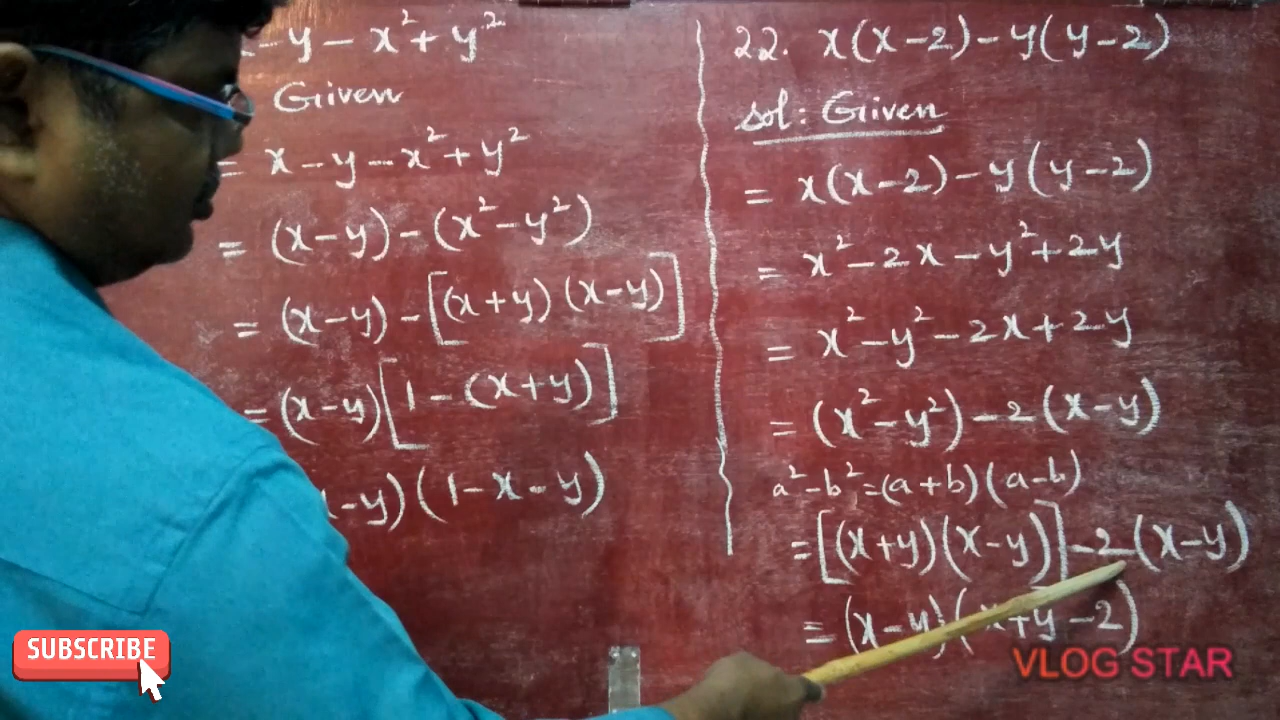 - y - x² + y²
Given
= x - y - x² + y²
= (x - y) - (x² - y²)
= (x - y) - [(x + y) (x - y)]
= (x - y) [1 - (x + y)]
- y) (1 - x - y)
22. x(x - 2) - y(y - 2)
sol: Given
= x(x - 2) - y(y - 2)
= x² - 2x - y² + 2y
= x² - y² - 2x + 2y
= (x² - y²) - 2(x - y)
a² - b² = (a + b) (a - b)
= [(x + y) (x - y)] - 2(x - y)
= (x - y) (x + y - 2)
SUBSCRIBE
VLOG STAR